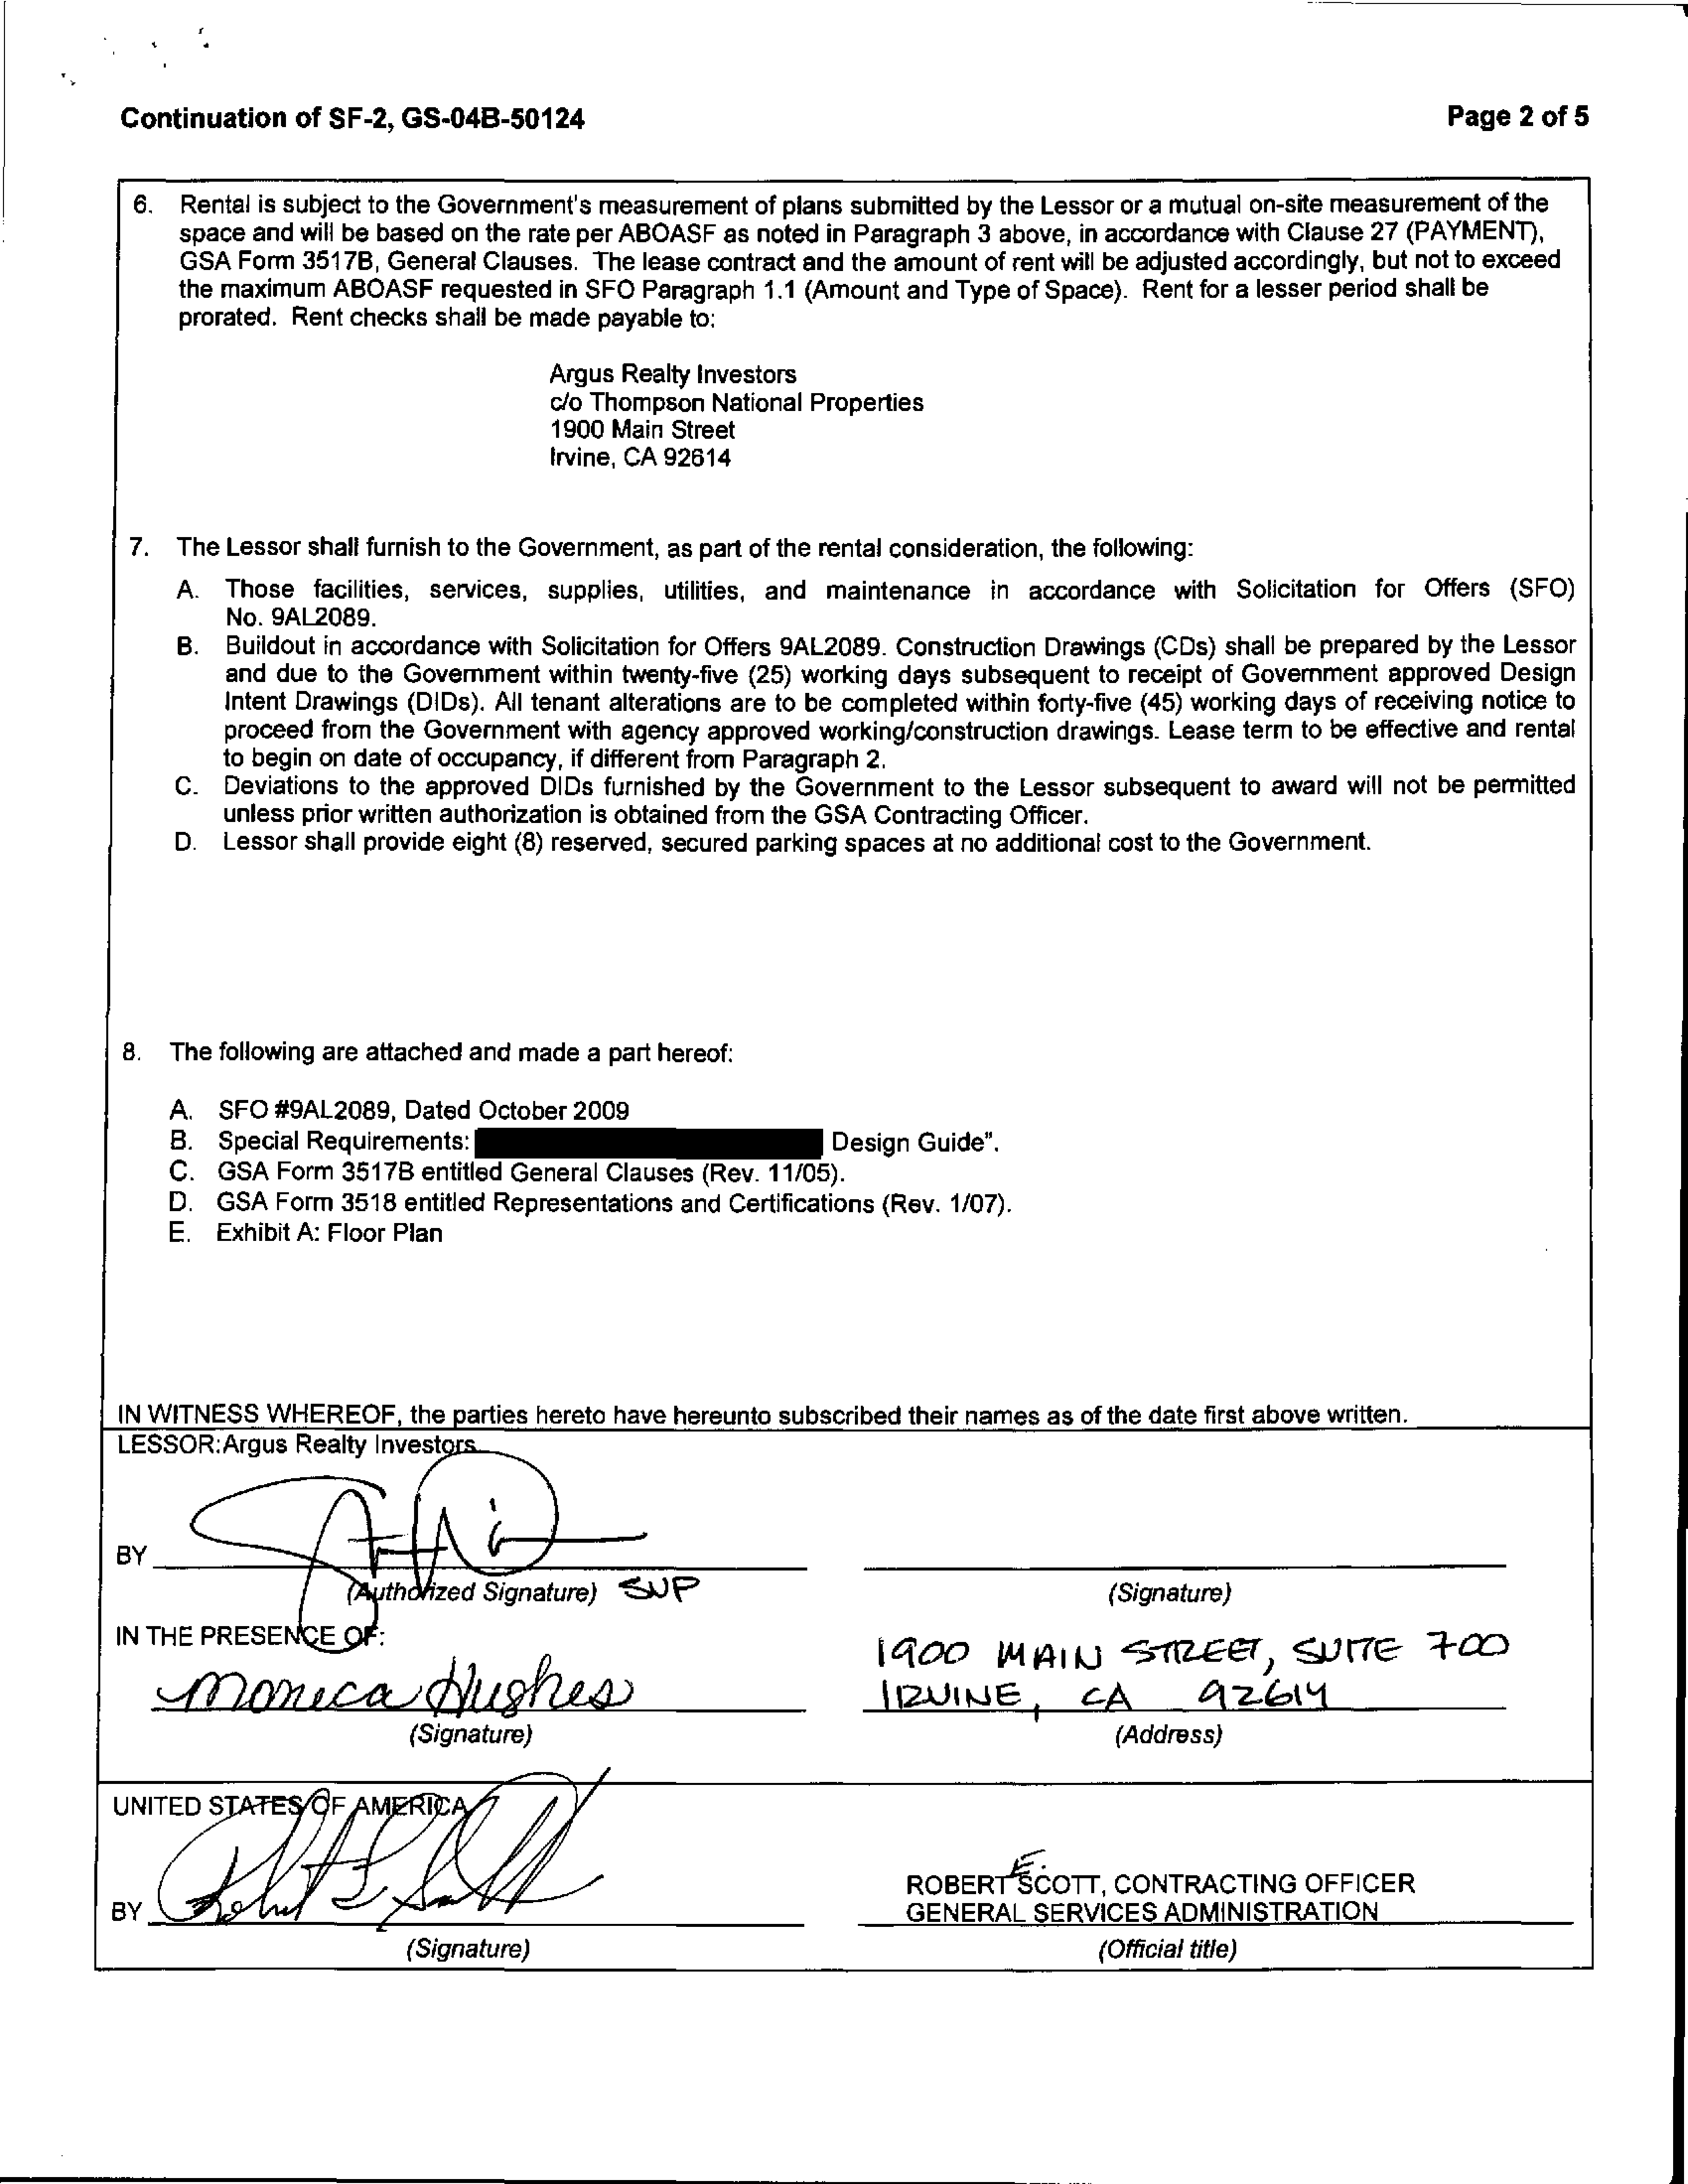 Continuation of SF-2, GS-04B-50124
Page 2 of 5
6. Rental is subject to the Government's measurement of plans submitted by the Lessor or a mutual on-site measurement of the
space and will be based on the rate per ABOASF as noted in Paragraph 3 above, in accordance with Clause 27 (PAYMENT),
GSA Form 3517B, General Clauses. The lease contract and the amount of rent will be adjusted accordingly, but not to exceed
the maximum ABOASF requested in SFO Paragraph 1.1 (Amount and Type of Space). Rent for a lesser period shall be
prorated. Rent checks shall be made payable to:
Argus Realty Investors
c/o Thompson National Properties
1900 Main Street
Irvine, CA 92614
7. The Lessor shall furnish to the Government, as part of the rental consideration, the following:
A. Those facilities, services, supplies, utilities, and maintenance in accordance with Solicitation for Offers (SFO)
No. 9AL2089.
B. Buildout in accordance with Solicitation for Offers 9AL2089. Construction Drawings (CDs) shall be prepared by the Lessor
and due to the Government within twenty-five (25) working days subsequent to receipt of Government approved Design
Intent Drawings (DIDs). All tenant alterations are to be completed within forty-five (45) working days of receiving notice to
proceed from the Government with agency approved working/construction drawings. Lease term to be effective and rental
to begin on date of occupancy, if different from Paragraph 2.
C. Deviations to the approved DIDs furnished by the Government to the Lessor subsequent to award will not be permitted
unless prior written authorization is obtained from the GSA Contracting Officer.
D. Lessor shall provide eight (8) reserved, secured parking spaces at no additional cost to the Government.
8. The following are attached and made a part hereof:
A. SFO #9AL2089, Dated October 2009
B. Special Requirements: Design Guide".
C. GSA Form 3517B entitled General Clauses (Rev. 11/05).
D. GSA Form 3518 entitled Representations and Certifications (Rev. 1/07).
E. Exhibit A: Floor Plan
IN WITNESS WHEREOF, the parties hereto have hereunto subscribed their names as of the date first above written.
LESSOR:Argus Realty Investors
BY
(Authorized Signature) SVP
(Signature)
IN THE PRESENCE OF:
Monica Hughes
(Signature)
1900 MAIN STREET, SUITE 700
IRVINE, CA 92614
(Address)
UNITED STATES OF AMERICA
BY Robert E. Scott
(Signature)
ROBERT E. SCOTT, CONTRACTING OFFICER
GENERAL SERVICES ADMINISTRATION
(Official title)